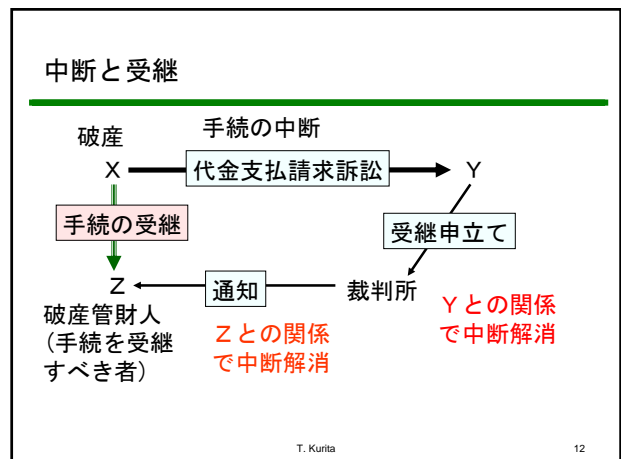 中断と受継
破産
手続の中断
X
代金支払請求訴訟
Y
手続の受継
受継申立て
Z
通知
裁判所
破産管財人
(手続を受継
すべき者)
Zとの関係
で中断解消
Yとの関係
で中断解消
T. Kurita
12